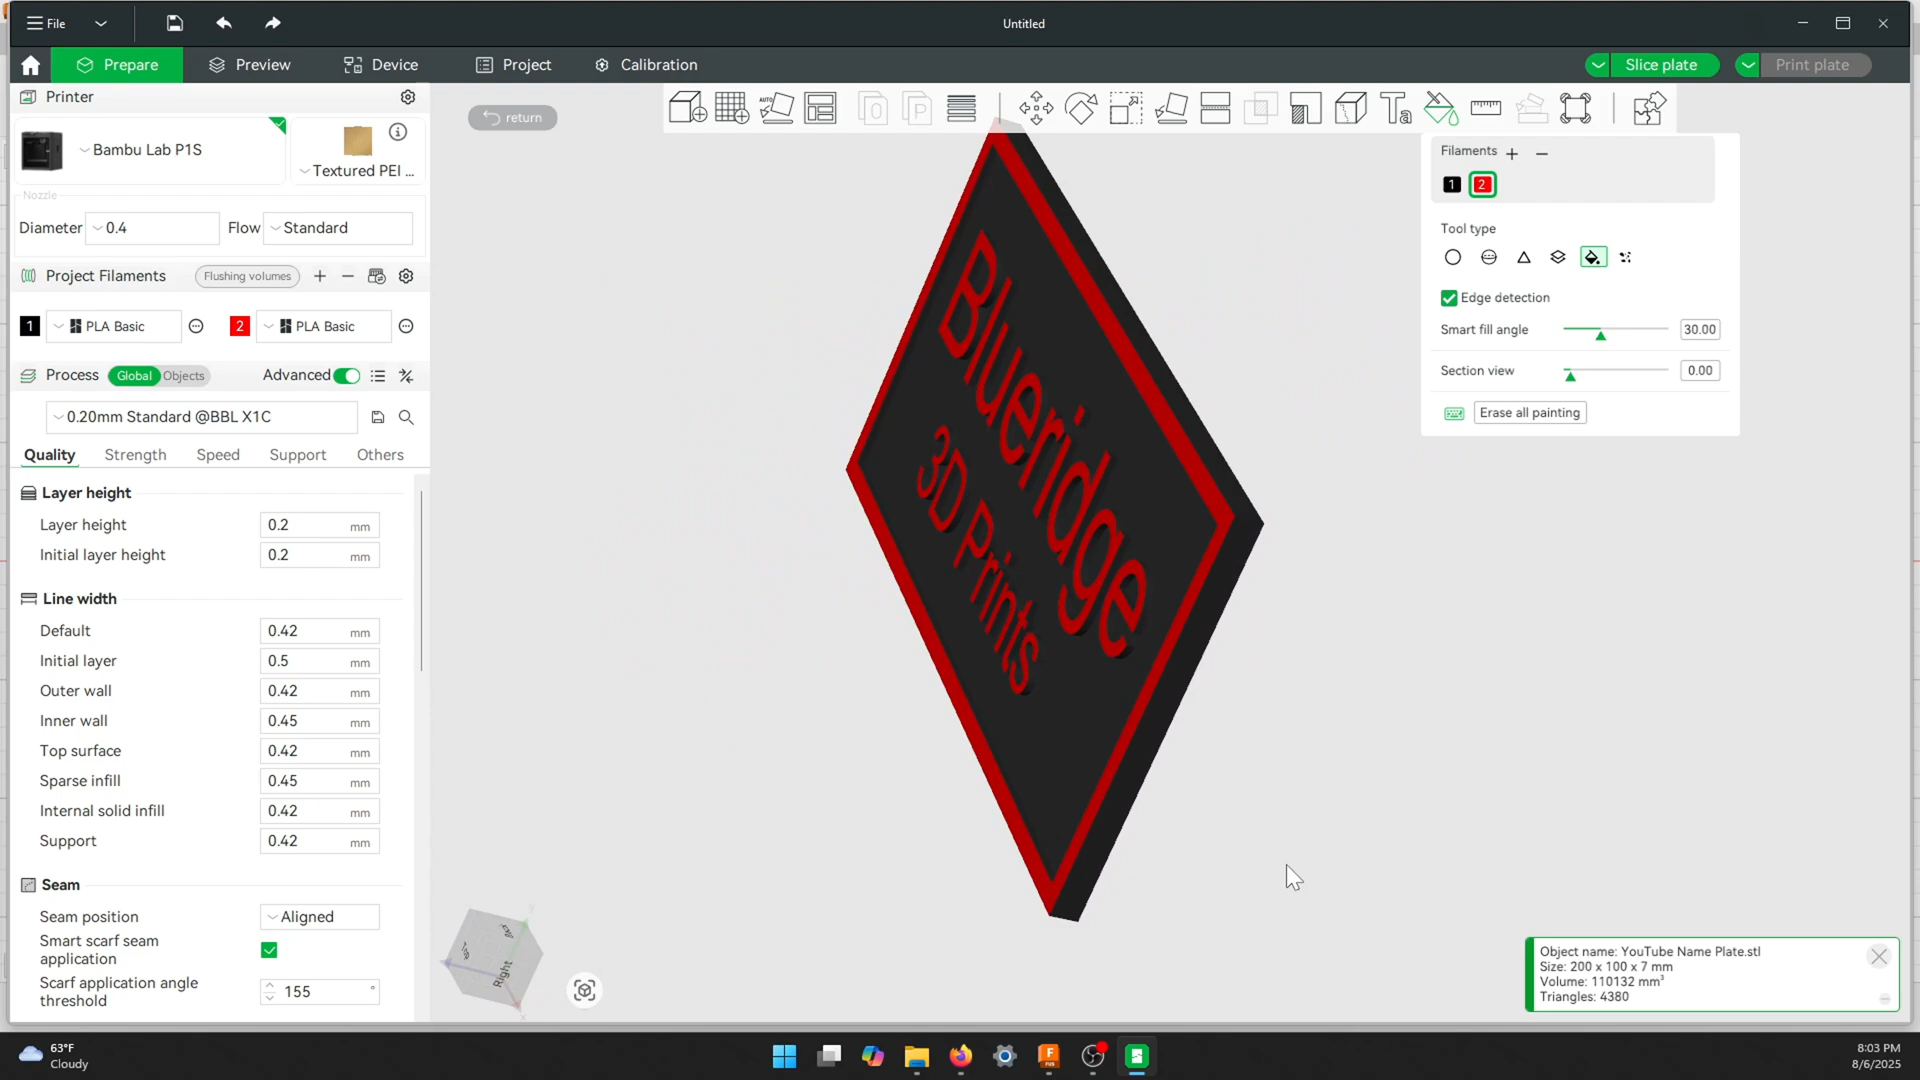 File
Untitled
Prepare
Preview
Device
Project
Calibration
Slice plate
Print plate
Printer
Bambu Lab P1S
Textured PEI ...
Nozzle
Diameter
0.4
Flow
Standard
Project Filaments
Flushing volumes
1
PLA Basic
2
PLA Basic
Process
Global
Objects
Advanced
0.20mm Standard @BBL X1C
Quality
Strength
Speed
Support
Others
Layer height
Layer height
0.2 mm
Initial layer height
0.2 mm
Line width
Default
0.42 mm
Initial layer
0.5 mm
Outer wall
0.42 mm
Inner wall
0.45 mm
Top surface
0.42 mm
Sparse infill
0.45 mm
Internal solid infill
0.42 mm
Support
0.42 mm
Seam
Seam position
Aligned
Smart scarf seam
application
Scarf application angle
threshold
155 °
return
AUTO
Ta
Blueridge
3D Prints
Right
Top
Filaments
1
2
Tool type
Edge detection
Smart fill angle
30.00
Section view
0.00
Erase all painting
Object name: YouTube Name Plate.stl
Size: 200 x 100 x 7 mm
Volume: 110132 mm³
Triangles: 4380
63°F
Cloudy
8:03 PM
8/6/2025